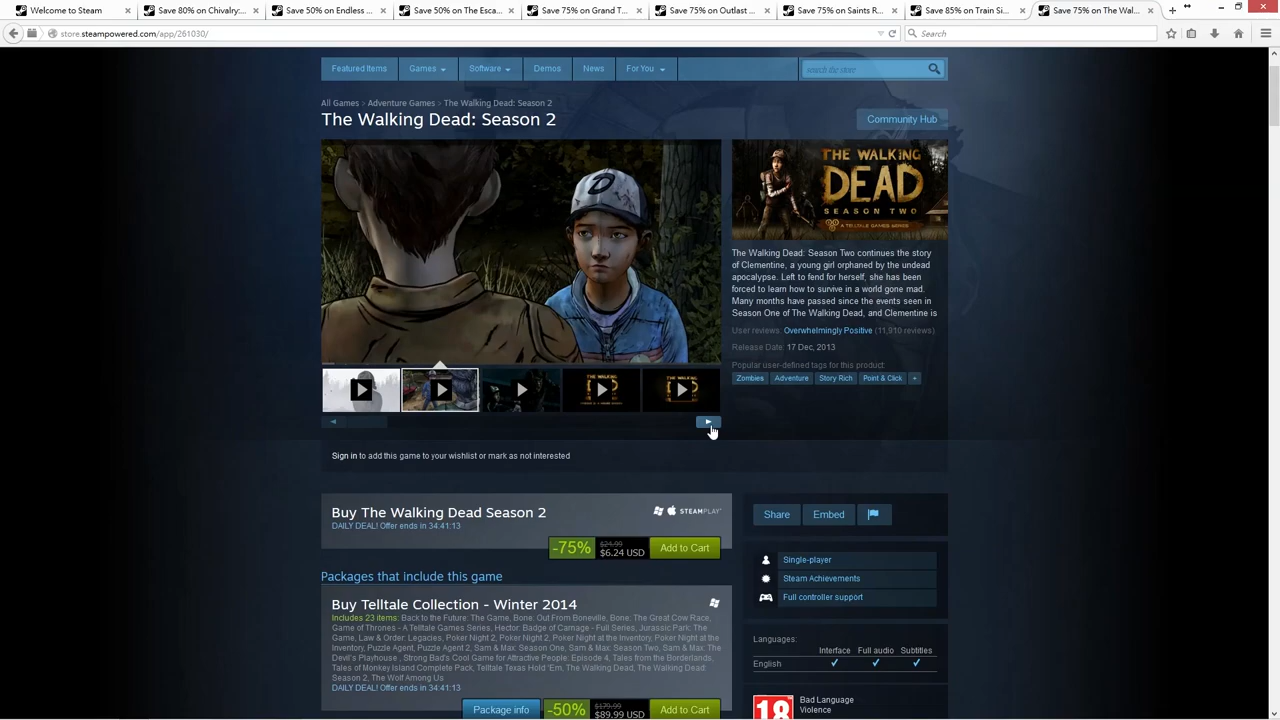 Welcome to Steam
Save 80% on Chivalry:...
Save 50% on Endless ...
Save 50% on The Esca...
Save 75% on Grand T...
Save 75% on Outlast ...
Save 75% on Saints R...
Save 85% on Train Si...
Save 75% on The Wal...
store.steampowered.com/app/261030/
Search
Featured Items
Games
Software
Demos
News
For You
search the store
All Games > Adventure Games > The Walking Dead: Season 2
The Walking Dead: Season 2
Community Hub
THE WALKING
DEAD
SEASON TWO
A TELLTALE GAMES SERIES
The Walking Dead: Season Two continues the story
of Clementine, a young girl orphaned by the undead
apocalypse. Left to fend for herself, she has been
forced to learn how to survive in a world gone mad.
Many months have passed since the events seen in
Season One of The Walking Dead, and Clementine is
User reviews: Overwhelmingly Positive (11,910 reviews)
Release Date: 17 Dec, 2013
Popular user-defined tags for this product:
Zombies
Adventure
Story Rich
Point & Click
+
Sign in to add this game to your wishlist or mark as not interested
Buy The Walking Dead Season 2
STEAMPLAY
DAILY DEAL! Offer ends in 34:41:13
-75%
$24.99
$6.24 USD
Add to Cart
Share
Embed
Single-player
Steam Achievements
Full controller support
Packages that include this game
Buy Telltale Collection - Winter 2014
Includes 23 items: Back to the Future: The Game, Bone: Out From Boneville, Bone: The Great Cow Race,
Game of Thrones - A Telltale Games Series, Hector: Badge of Carnage - Full Series, Jurassic Park: The
Game, Law & Order: Legacies, Poker Night 2, Poker Night 2, Poker Night at the Inventory, Poker Night at the
Inventory, Puzzle Agent, Puzzle Agent 2, Sam & Max: Season One, Sam & Max: Season Two, Sam & Max: The
Devil's Playhouse , Strong Bad's Cool Game for Attractive People: Episode 4, Tales from the Borderlands,
Tales of Monkey Island Complete Pack, Telltale Texas Hold 'Em, The Walking Dead, The Walking Dead:
Season 2, The Wolf Among Us
DAILY DEAL! Offer ends in 34:41:13
Package info
-50%
$179.99
$89.99 USD
Add to Cart
Languages:
Interface
Full audio
Subtitles
English
18
Bad Language
Violence